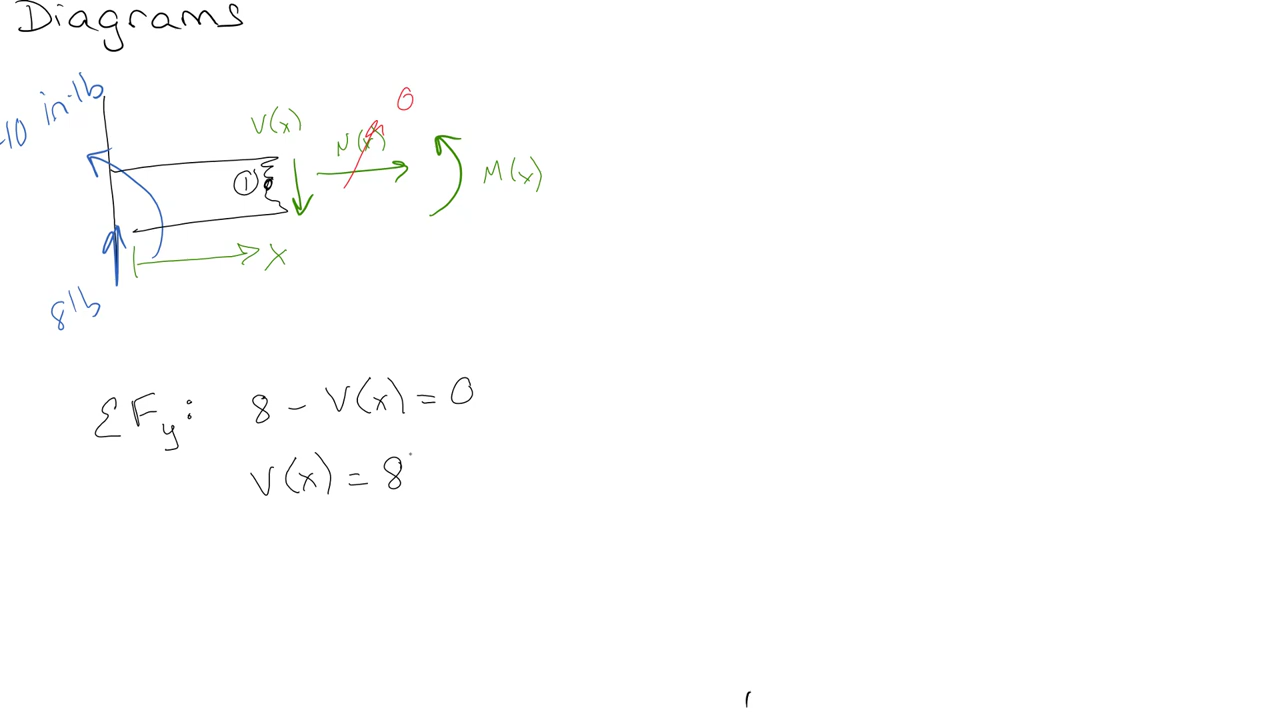 Diagrams
in·lb
10
V(x)
N(x)
0
M(x)
1
X
8 lb
ΣFy: 8 - V(x) = 0
V(x) = 8